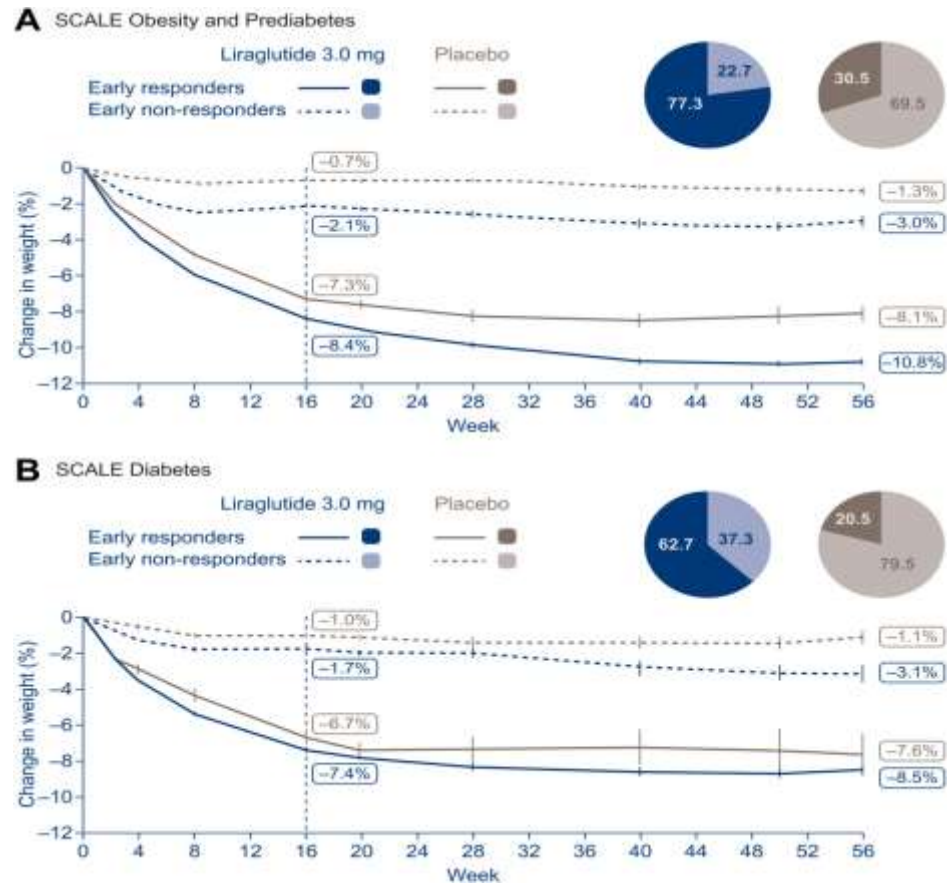 A SCALE Obesity and Prediabetes
Liraglutide 3.0 mg Placebo
Early responders
Early non-responders
22.7
77.3
30.5
69.5
Change in weight (%)
0
–2
–4
–6
–8
–10
–12
–0.7%
–2.1%
–7.3%
–8.4%
–1.3%
–3.0%
–8.1%
–10.8%
0 4 8 12 16 20 24 28 32 36 40 44 48 52 56
Week
B SCALE Diabetes
Liraglutide 3.0 mg Placebo
Early responders
Early non-responders
62.7
37.3
20.5
79.5
Change in weight (%)
0
–2
–4
–6
–8
–10
–12
–1.0%
–1.7%
–6.7%
–7.4%
–1.1%
–3.1%
–7.6%
–8.5%
0 4 8 12 16 20 24 28 32 36 40 44 48 52 56
Week